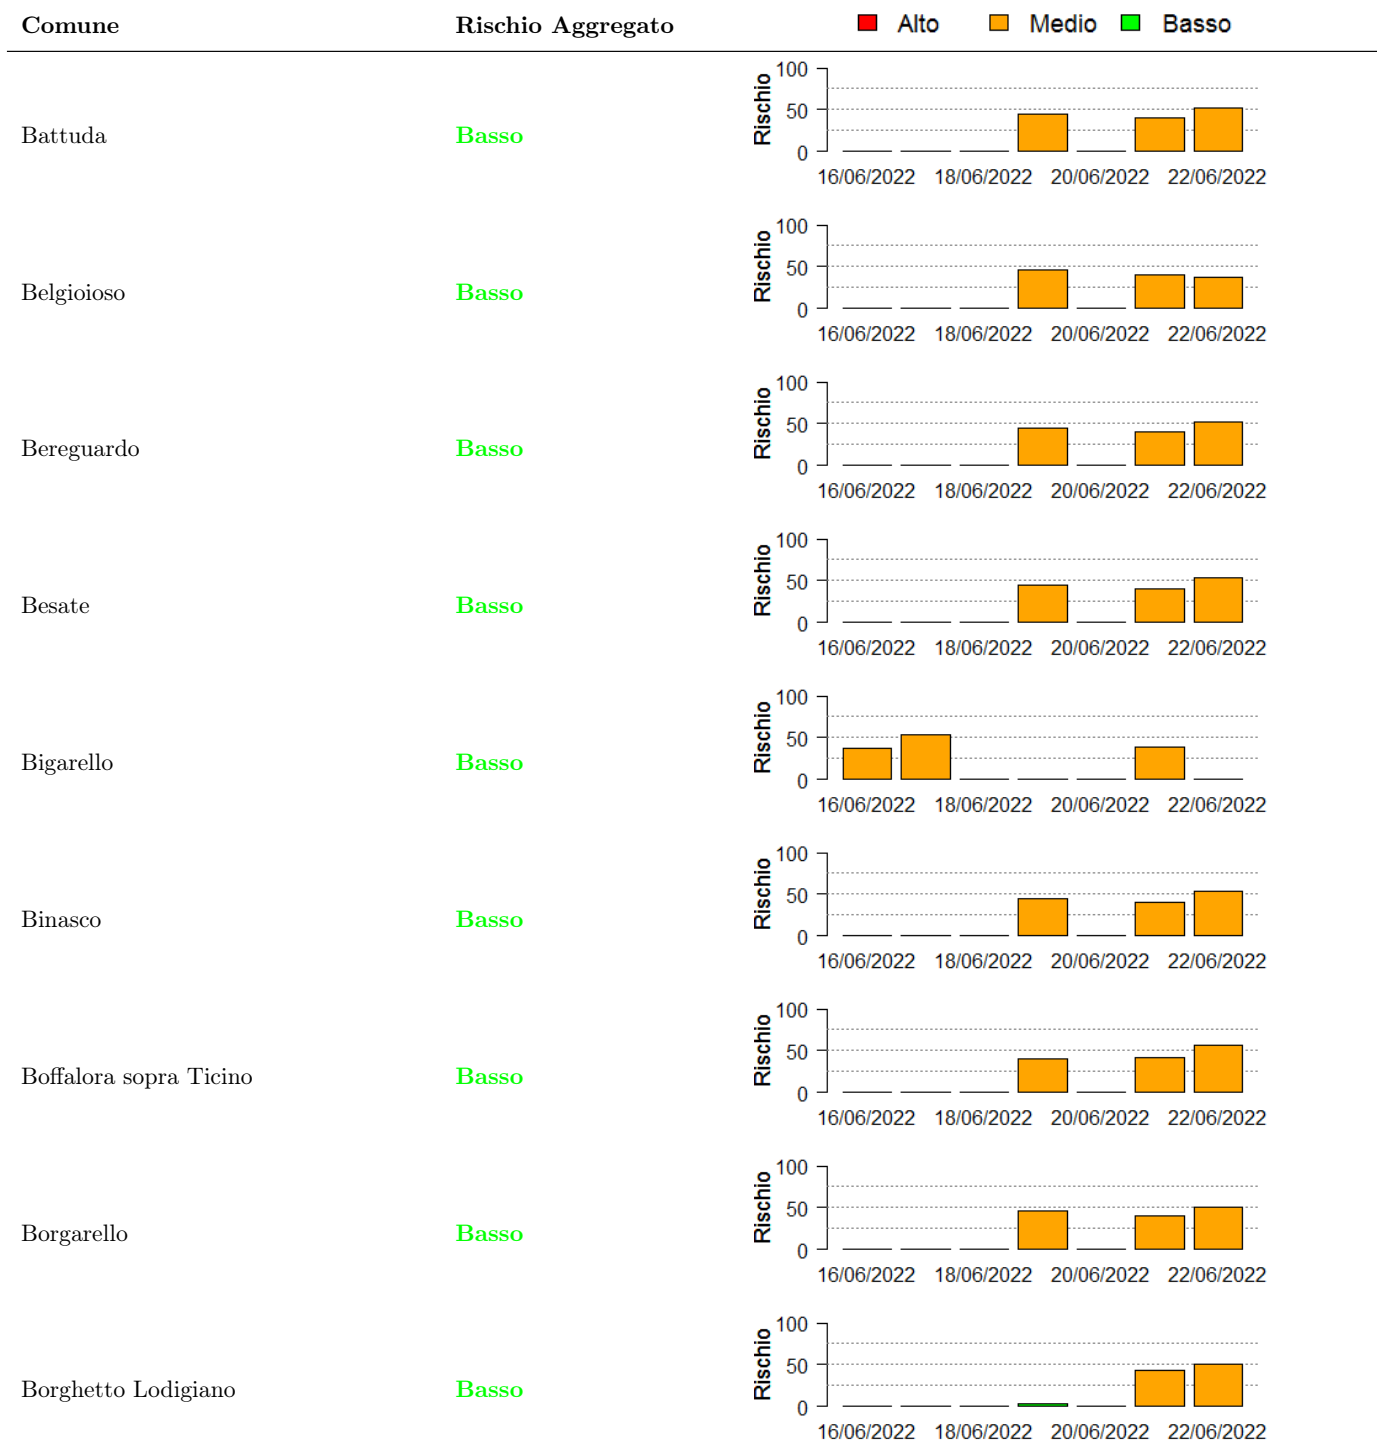 Comune Rischio Aggregato Alto Medio Basso
Battuda Basso Rischio 100 50 0
16/06/2022 18/06/2022 20/06/2022 22/06/2022
Belgioioso Basso Rischio 100 50 0
16/06/2022 18/06/2022 20/06/2022 22/06/2022
Bereguardo Basso Rischio 100 50 0
16/06/2022 18/06/2022 20/06/2022 22/06/2022
Besate Basso Rischio 100 50 0
16/06/2022 18/06/2022 20/06/2022 22/06/2022
Bigarello Basso Rischio 100 50 0
16/06/2022 18/06/2022 20/06/2022 22/06/2022
Binasco Basso Rischio 100 50 0
16/06/2022 18/06/2022 20/06/2022 22/06/2022
Boffalora sopra Ticino Basso Rischio 100 50 0
16/06/2022 18/06/2022 20/06/2022 22/06/2022
Borgarello Basso Rischio 100 50 0
16/06/2022 18/06/2022 20/06/2022 22/06/2022
Borghetto Lodigiano Basso Rischio 100 50 0
16/06/2022 18/06/2022 20/06/2022 22/06/2022